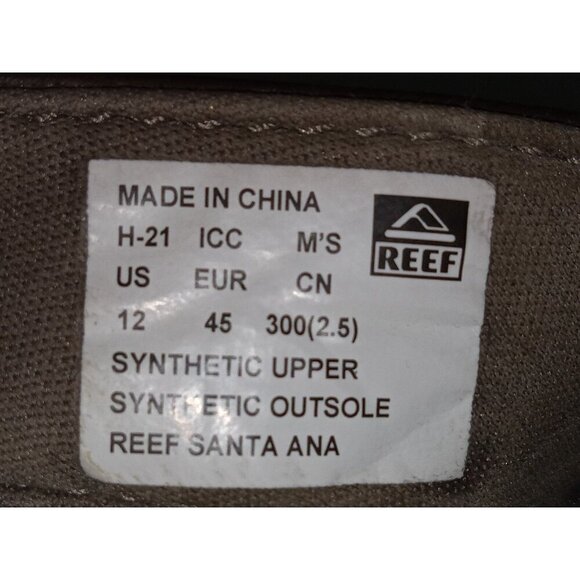 MADE IN CHINA
H-21 ICC M'S
REEF
US EUR CN
12 45 300(2.5)
SYNTHETIC UPPER
SYNTHETIC OUTSOLE
REEF SANTA ANA